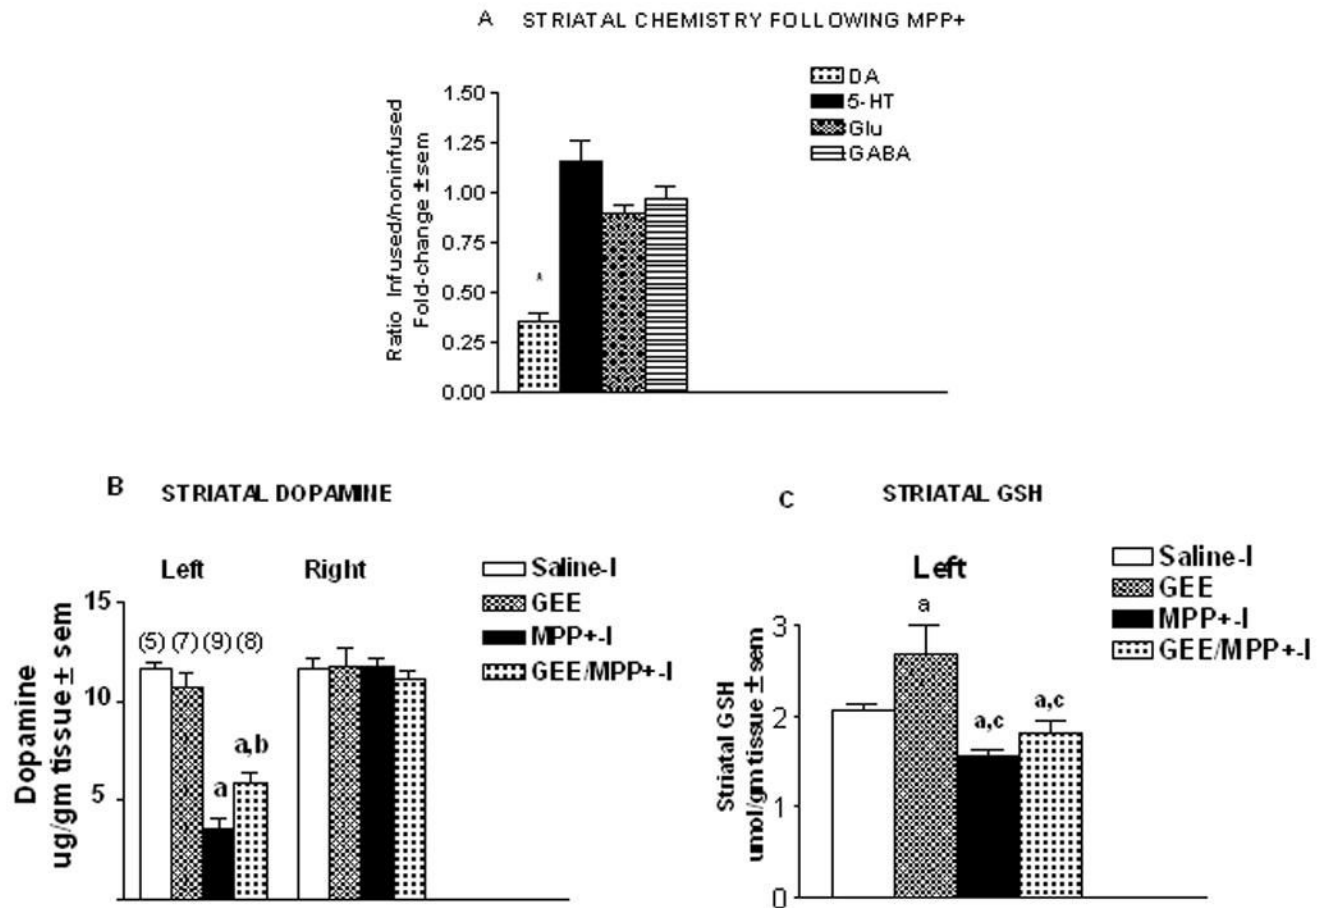 A STRIATAL CHEMISTRY FOLLOWING MPP+
DA
5-HT
Glu
GABA
Ratio Infused/noninfused
Fold-change ±sem
1.50
1.25
1.00
0.75
0.50
0.25
0.00
*
B STRIATAL DOPAMINE
Left Right
Saline-I
GEE
MPP+-I
GEE/MPP+-I
Dopamine
ug/gm tissue ± sem
15
10
5
(5) (7) (9) (8)
a
a,b
C STRIATAL GSH
Left
Saline-I
GEE
MPP+-I
GEE/MPP+-I
Striatal GSH
umol/gm tissue ± sem
3
2
1
0
a
a,c
a,c